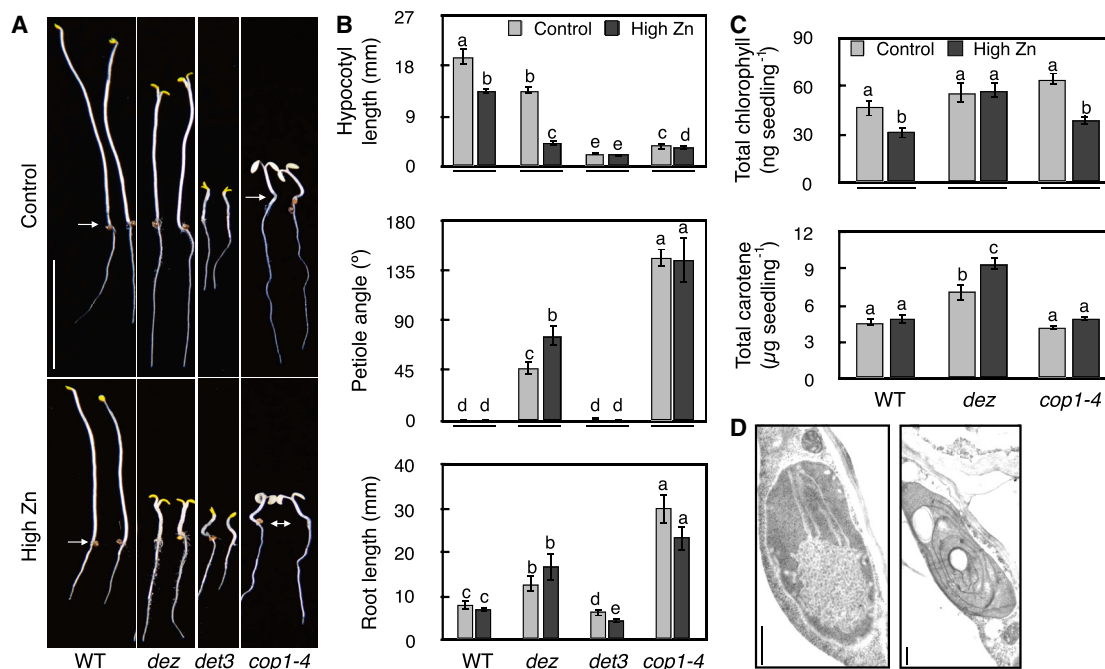 A
Control
High Zn
WT
dez
det3
cop1-4
B
Control
High Zn
Hypocotyl
length (mm)
27
18
9
0
a
b
b
c
e
e
c
d
Petiole angle (º)
180
135
90
45
0
d
d
c
b
d
d
a
a
Root length (mm)
40
30
20
10
0
c
c
b
b
d
e
a
a
WT
dez
det3
cop1-4
C
Control
High Zn
Total chlorophyll
(ng seedling⁻¹)
90
60
30
0
a
b
a
a
a
b
Total carotene
(µg seedling⁻¹)
12
9
6
3
0
a
a
b
c
a
a
WT
dez
cop1-4
D